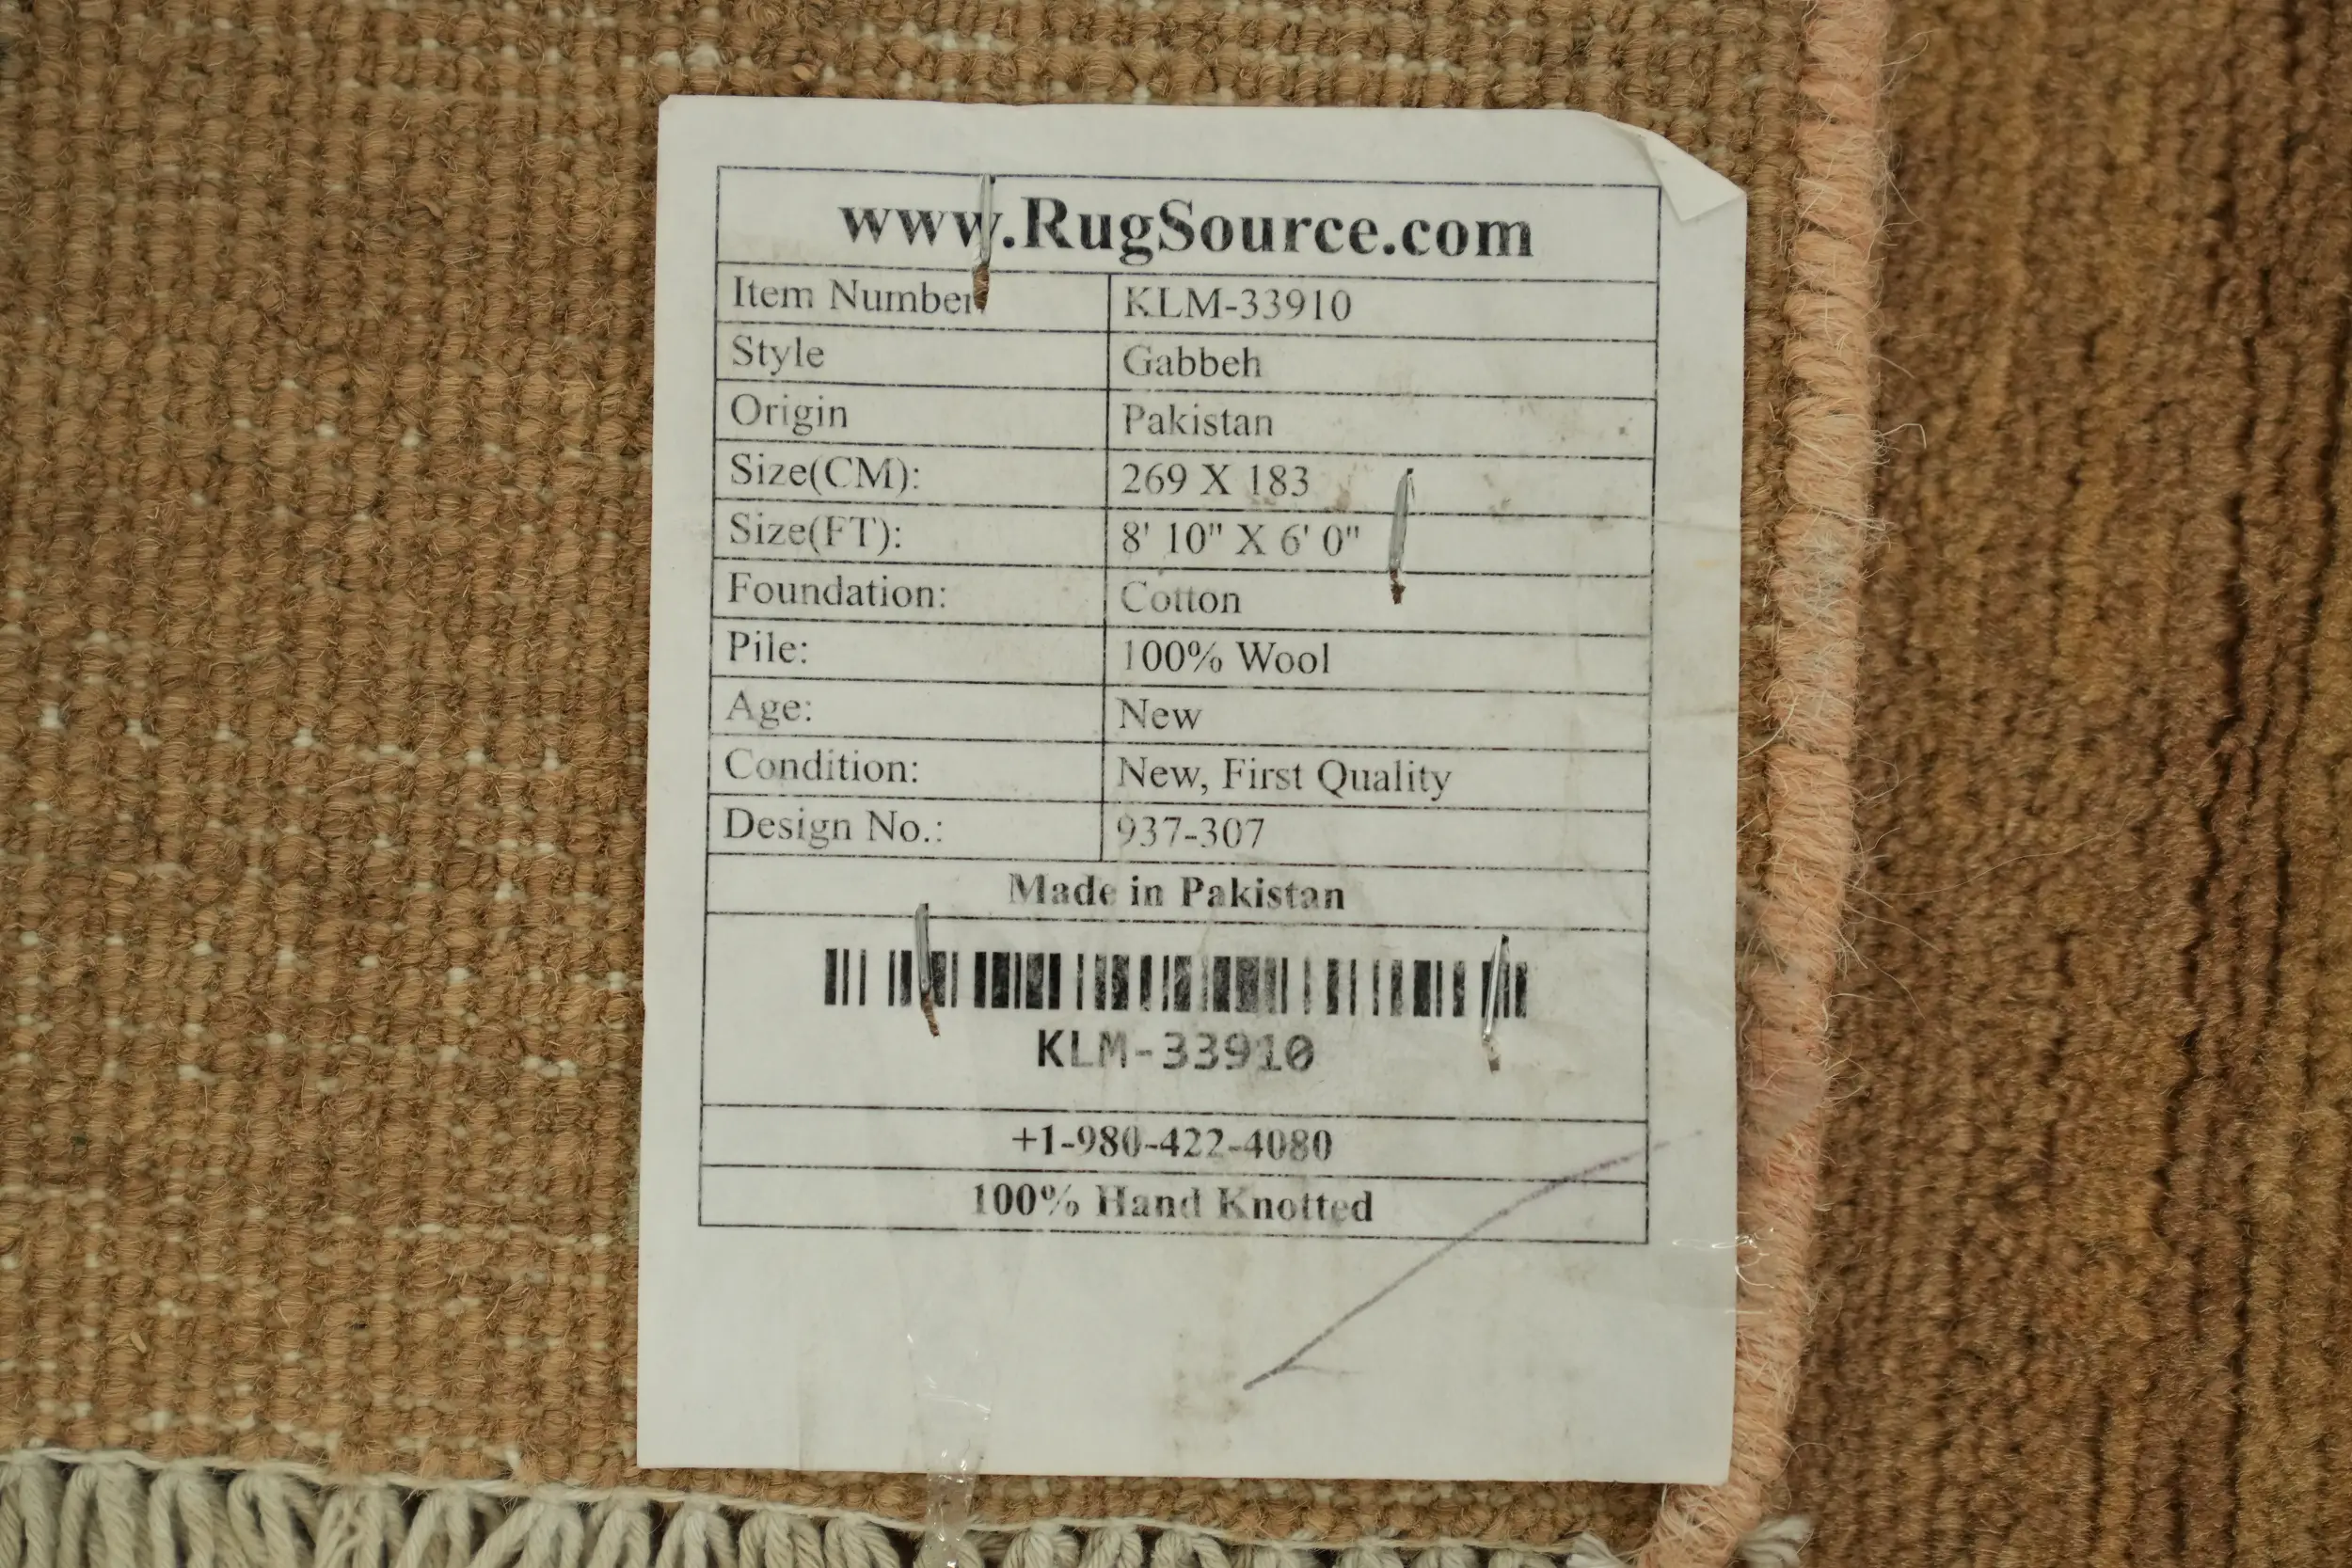 www.RugSource.com
Item Number KLM-33910
Style Gabbeh
Origin Pakistan
Size(CM): 269 X 183
Size(FT): 8' 10" X 6' 0"
Foundation: Cotton
Pile: 100% Wool
Age: New
Condition: New, First Quality
Design No.: 937-307
Made in Pakistan
KLM-33910
+1-980-422-4080
100% Hand Knotted